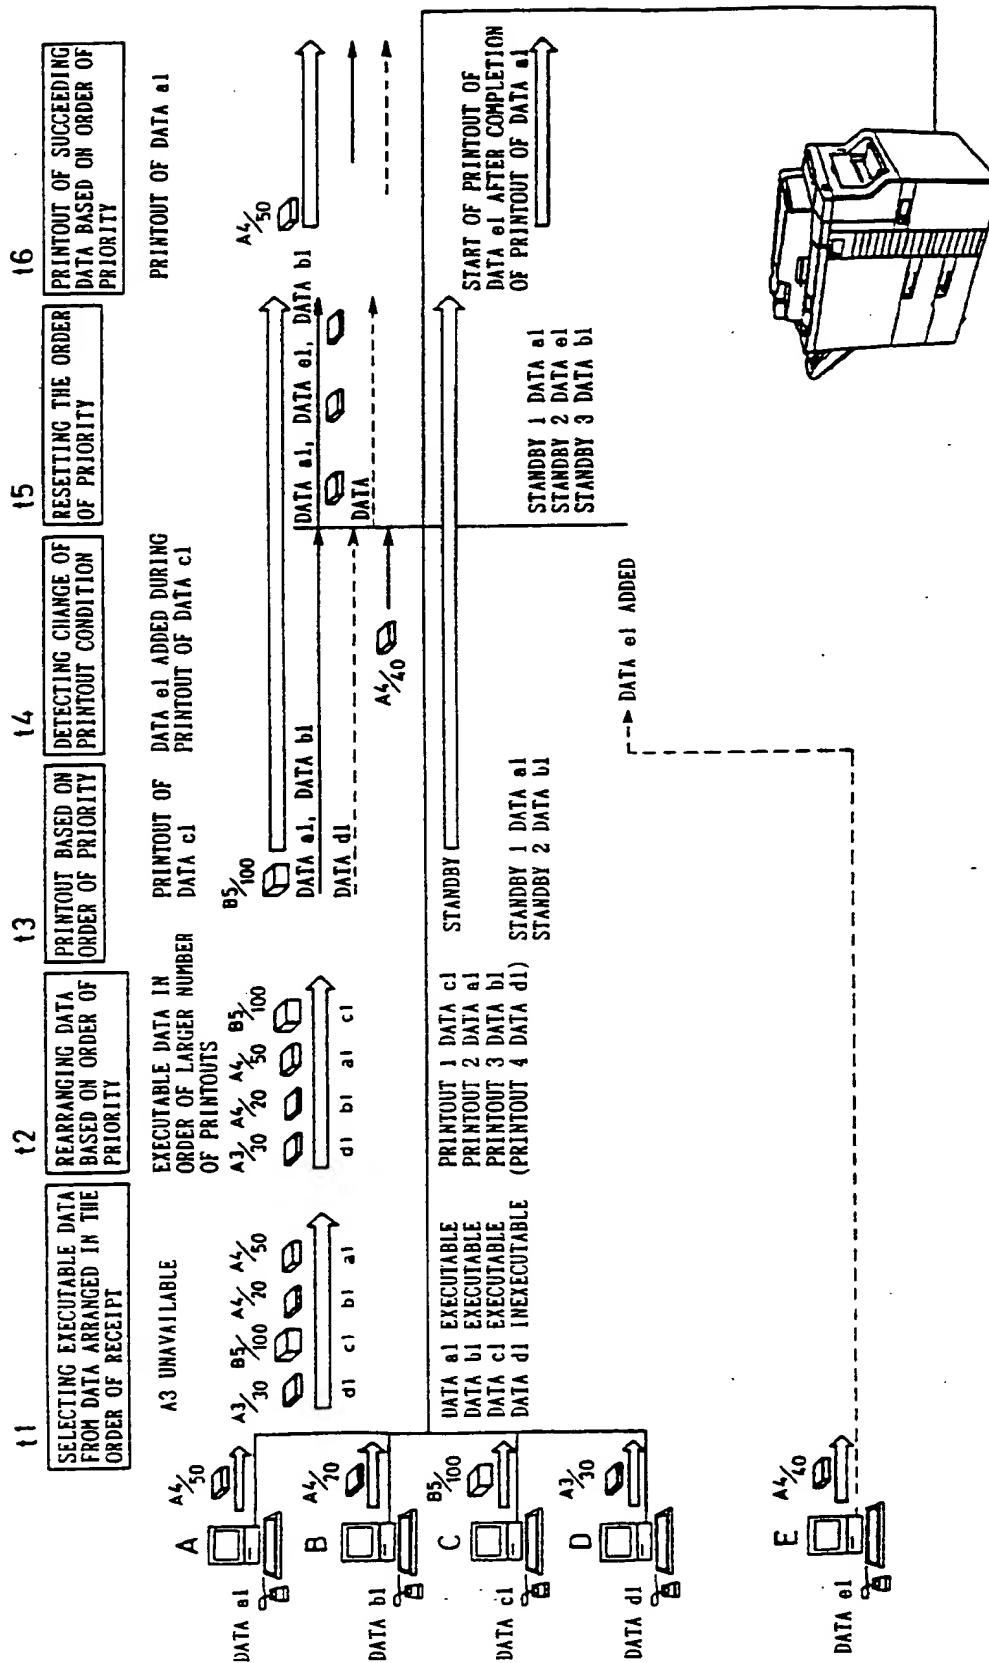 t1
SELECTING EXECUTABLE DATA
FROM DATA ARRANGED IN THE
ORDER OF RECEIPT
t2
REARRANGING DATA
BASED ON ORDER OF
PRIORITY
t3
PRINTOUT BASED ON
ORDER OF PRIORITY
t4
DETECTING CHANGE OF
PRINTOUT CONDITION
t5
RESETTING THE ORDER
OF PRIORITY
t6
PRINTOUT OF SUCCEEDING
DATA BASED ON ORDER OF
PRIORITY
A3 UNAVAILABLE
EXECUTABLE DATA IN
ORDER OF LARGER NUMBER
OF PRINTOUTS
PRINTOUT OF
DATA c1
DATA e1 ADDED DURING
PRINTOUT OF DATA c1
PRINTOUT OF DATA a1
A
A4/50
DATA a1
B
A4/20
DATA b1
C
B5/100
DATA c1
D
A3/30
DATA d1
E
A4/40
DATA e1
A3/30 B5/100 A4/20 A4/50
d1 c1 b1 a1
A3/30 A4/20 A4/50 B5/100
d1 b1 a1 c1
B5/100
DATA a1, DATA b1
DATA d1
A4/40
DATA a1, DATA e1, DATA b1
DATA
A4/50
DATA a1 EXECUTABLE
DATA b1 EXECUTABLE
DATA c1 EXECUTABLE
DATA d1 INEXECUTABLE
PRINTOUT 1 DATA c1
PRINTOUT 2 DATA a1
PRINTOUT 3 DATA b1
(PRINTOUT 4 DATA d1)
STANDBY
STANDBY 1 DATA a1
STANDBY 2 DATA b1
DATA e1 ADDED
STANDBY 1 DATA a1
STANDBY 2 DATA e1
STANDBY 3 DATA b1
START OF PRINTOUT OF
DATA e1 AFTER COMPLETION
OF PRINTOUT OF DATA a1